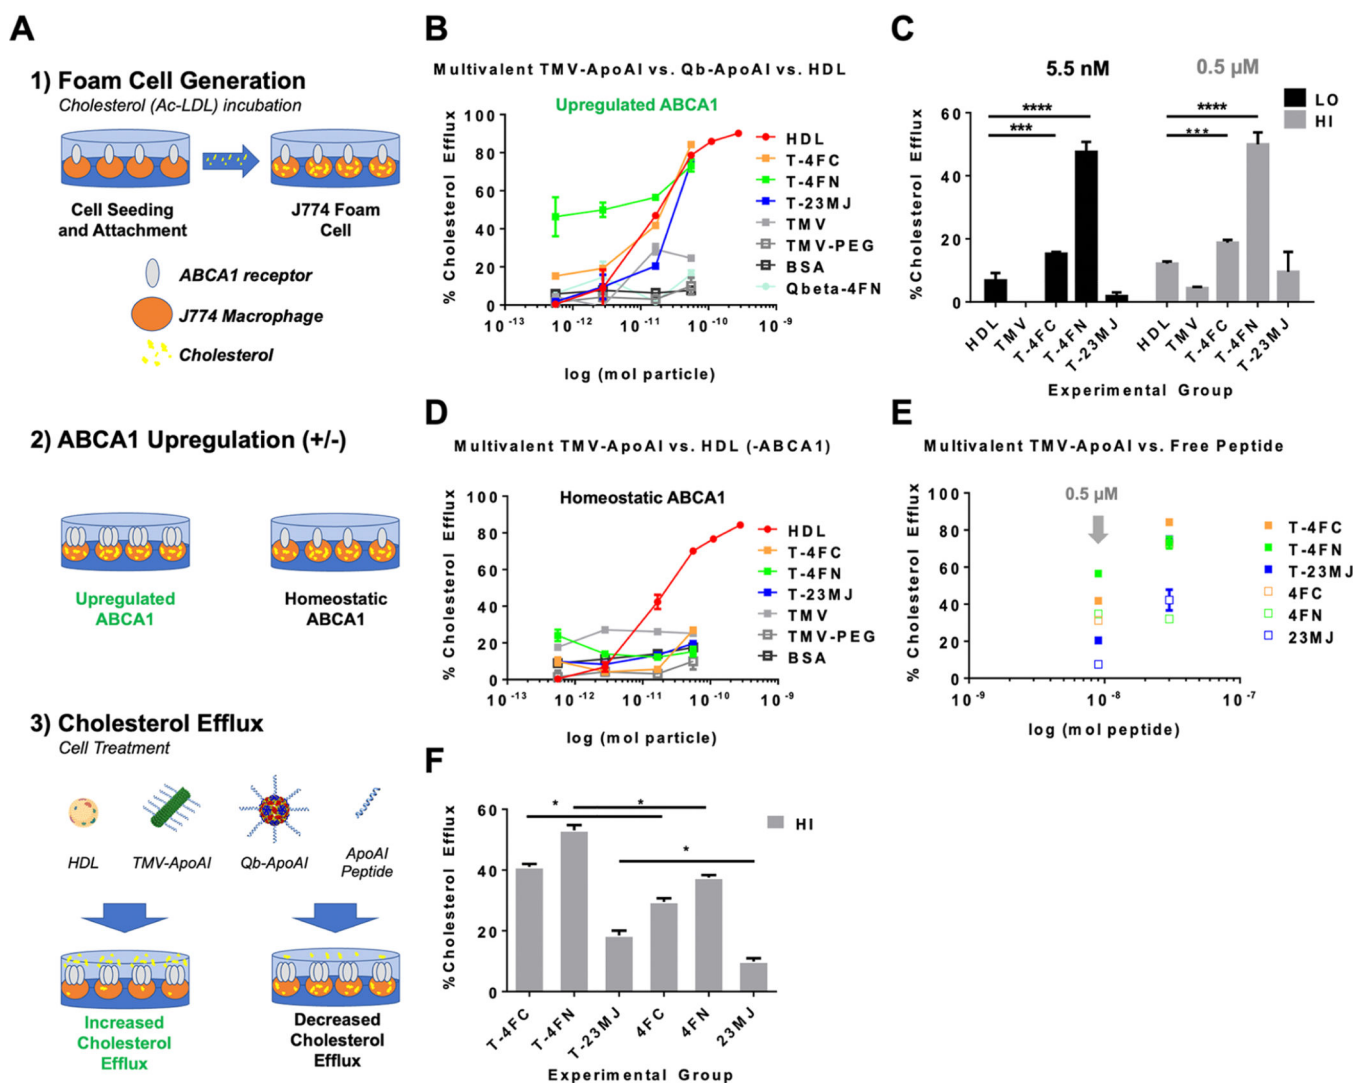 A
1) Foam Cell Generation
Cholesterol (Ac-LDL) incubation
Cell Seeding
and Attachment
J774 Foam
Cell
ABCA1 receptor
J774 Macrophage
Cholesterol
2) ABCA1 Upregulation (+/-)
Upregulated
ABCA1
Homeostatic
ABCA1
3) Cholesterol Efflux
Cell Treatment
HDL
TMV-ApoAI
Qb-ApoAI
ApoAI
Peptide
Increased
Cholesterol
Efflux
Decreased
Cholesterol
Efflux
B
Multivalent TMV-ApoAI vs. Qb-ApoAI vs. HDL
Upregulated ABCA1
% Cholesterol Efflux
100
80
60
40
20
0
10-13
10-12
10-11
10-10
10-9
log (mol particle)
HDL
T-4FC
T-4FN
T-23MJ
TMV
TMV-PEG
BSA
Qbeta-4FN
C
5.5 nM
0.5 µM
LO
HI
% Cholesterol Efflux
60
40
20
0
****
***
****
***
HDL
TMV
T-4FC
T-4FN
T-23MJ
HDL
TMV
T-4FC
T-4FN
T-23MJ
Experimental Group
D
Multivalent TMV-ApoAI vs. HDL (-ABCA1)
Homeostatic ABCA1
% Cholesterol Efflux
100
80
60
40
20
0
10-13
10-12
10-11
10-10
10-9
log (mol particle)
HDL
T-4FC
T-4FN
T-23MJ
TMV
TMV-PEG
BSA
E
Multivalent TMV-ApoAI vs. Free Peptide
0.5 µM
% Cholesterol Efflux
100
80
60
40
20
0
10-9
10-8
10-7
log (mol peptide)
T-4FC
T-4FN
T-23MJ
4FC
4FN
23MJ
F
HI
%Cholesterol Efflux
60
40
20
0
*
*
*
T-4FC
T-4FN
T-23MJ
4FC
4FN
23MJ
Experimental Group